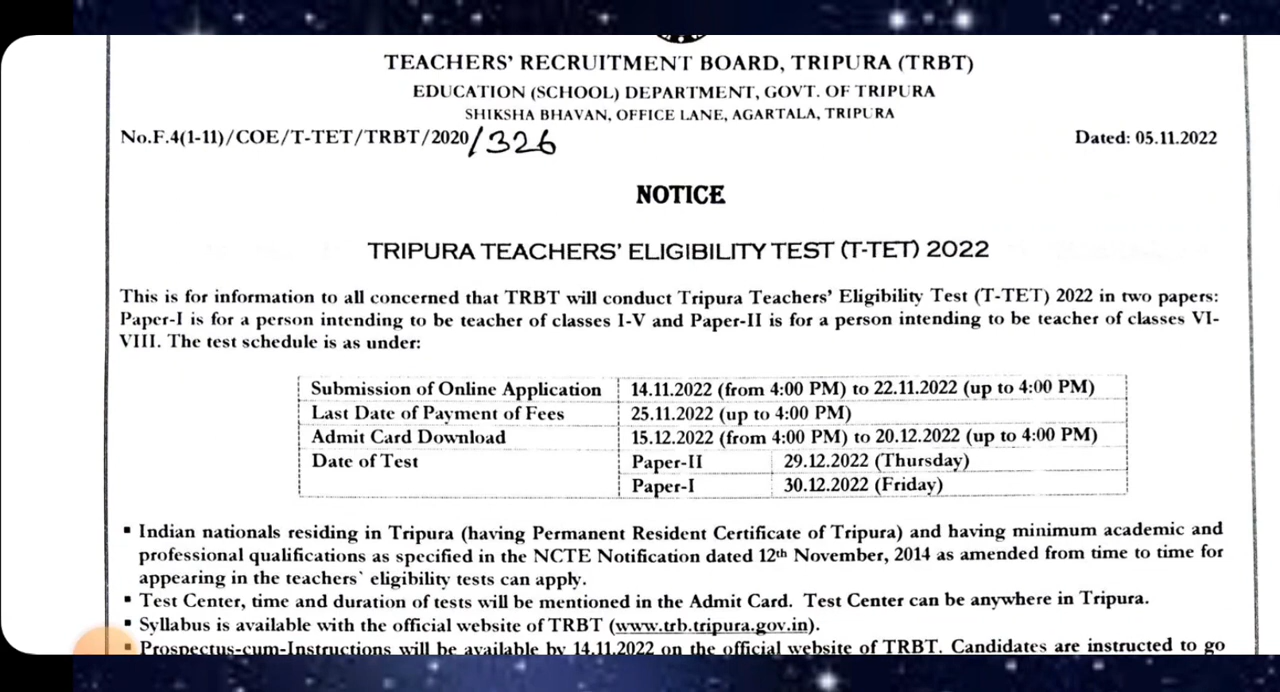 TEACHERS' RECRUITMENT BOARD, TRIPURA (TRBT)
EDUCATION (SCHOOL) DEPARTMENT, GOVT. OF TRIPURA
SHIKSHA BHAVAN, OFFICE LANE, AGARTALA, TRIPURA
No.F.4(1-11)/COE/T-TET/TRBT/2020/326 Dated: 05.11.2022
NOTICE
TRIPURA TEACHERS' ELIGIBILITY TEST (T-TET) 2022
This is for information to all concerned that TRBT will conduct Tripura Teachers' Eligibility Test (T-TET) 2022 in two papers:
Paper-I is for a person intending to be teacher of classes I-V and Paper-II is for a person intending to be teacher of classes VI-
VIII. The test schedule is as under:
Submission of Online Application 14.11.2022 (from 4:00 PM) to 22.11.2022 (up to 4:00 PM)
Last Date of Payment of Fees 25.11.2022 (up to 4:00 PM)
Admit Card Download 15.12.2022 (from 4:00 PM) to 20.12.2022 (up to 4:00 PM)
Date of Test Paper-II 29.12.2022 (Thursday)
Paper-I 30.12.2022 (Friday)
▪ Indian nationals residing in Tripura (having Permanent Resident Certificate of Tripura) and having minimum academic and
professional qualifications as specified in the NCTE Notification dated 12th November, 2014 as amended from time to time for
appearing in the teachers` eligibility tests can apply.
▪ Test Center, time and duration of tests will be mentioned in the Admit Card. Test Center can be anywhere in Tripura.
▪ Syllabus is available with the official website of TRBT (www.trb.tripura.gov.in).
▪ Prospectus-cum-Instructions will be available by 14.11.2022 on the official website of TRBT. Candidates are instructed to go